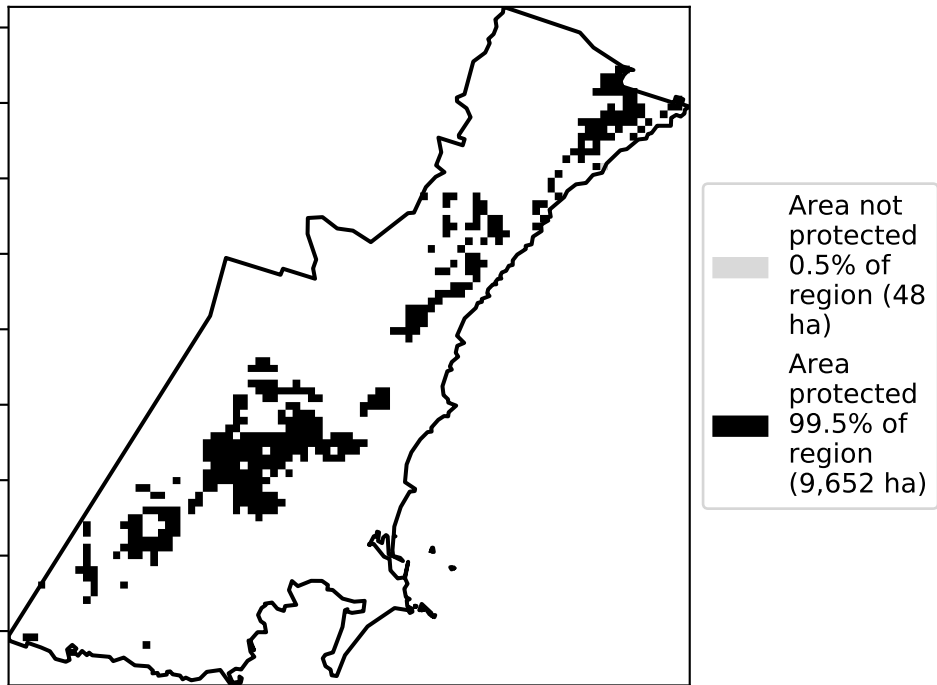 Area not
protected
0.5% of
region (48
ha)
Area
protected
99.5% of
region
(9,652 ha)